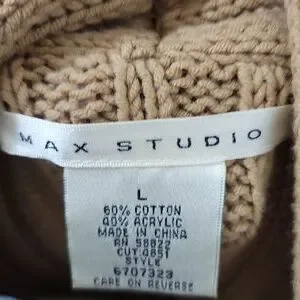 MAX STUDIO
L
60% COTTON
40% ACRYLIC
MADE IN CHINA
RN 58822
CUT 4851
STYLE
6707323
CARE ON REVERSE